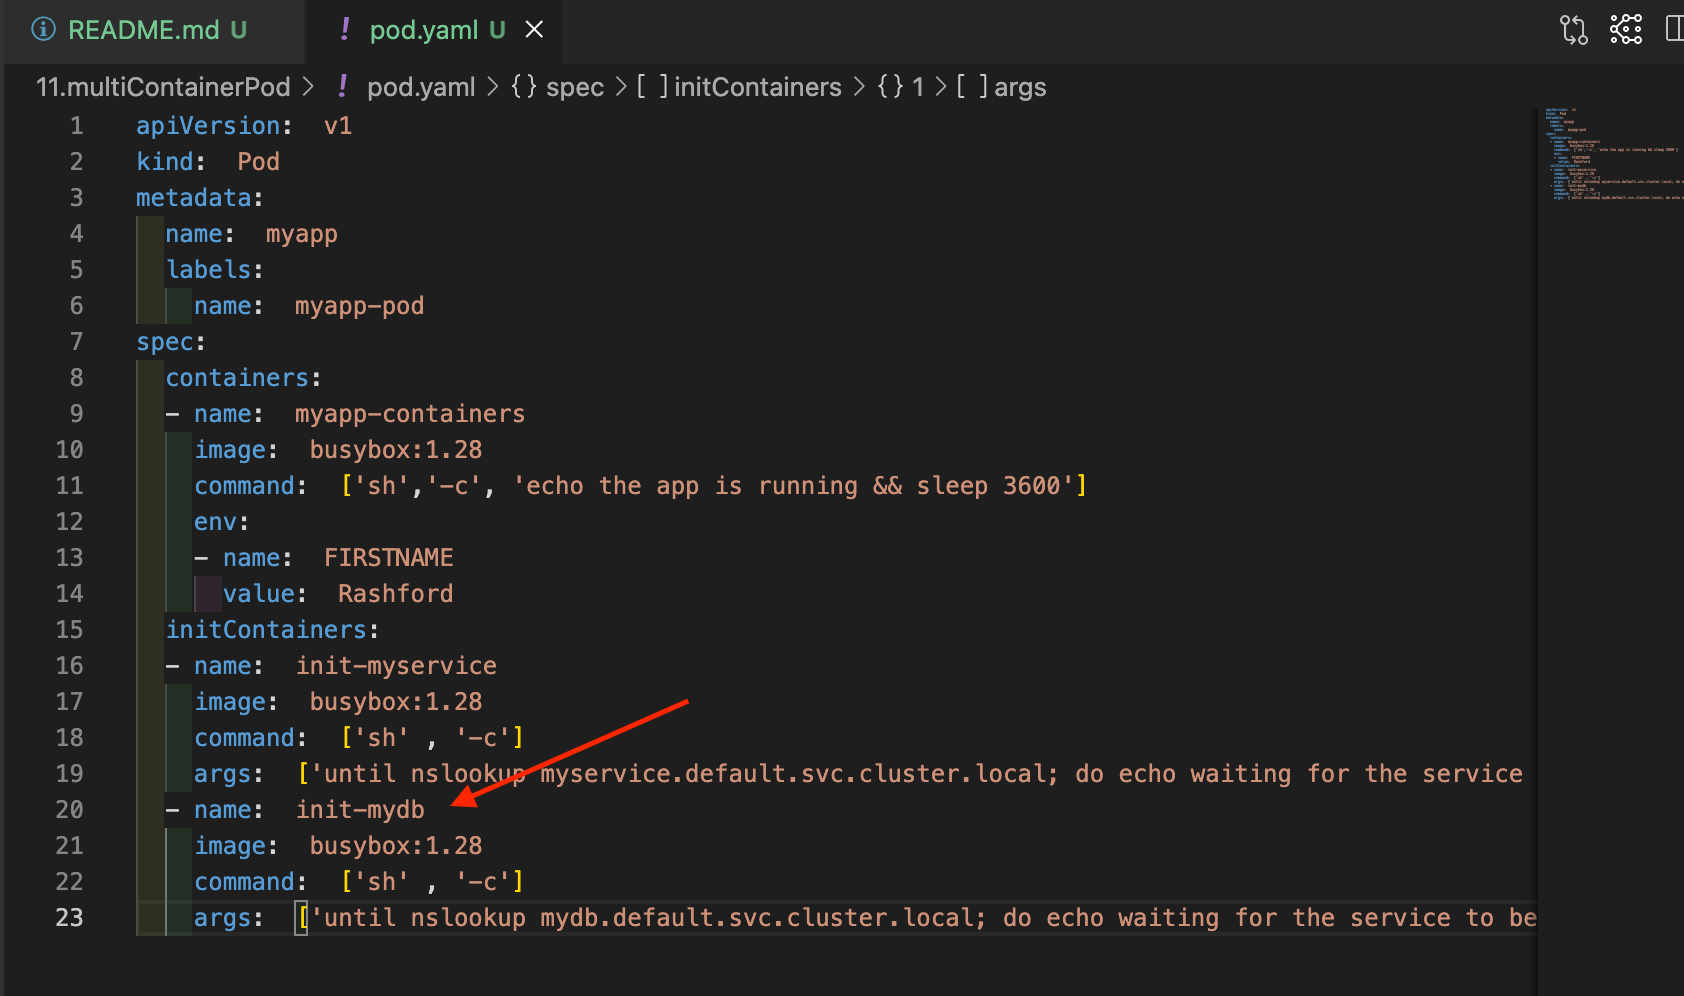 README.md U ! pod.yaml U
11.multiContainerPod > ! pod.yaml > {} spec > [ ] initContainers > {} 1 > [ ] args
1 apiVersion: v1
2 kind: Pod
3 metadata:
4 name: myapp
5 labels:
6 name: myapp-pod
7 spec:
8 containers:
9 - name: myapp-containers
10 image: busybox:1.28
11 command: ['sh','-c', 'echo the app is running && sleep 3600']
12 env:
13 - name: FIRSTNAME
14 value: Rashford
15 initContainers:
16 - name: init-myservice
17 image: busybox:1.28
18 command: ['sh' , '-c']
19 args: ['until nslookup myservice.default.svc.cluster.local; do echo waiting for the service
20 - name: init-mydb
21 image: busybox:1.28
22 command: ['sh' , '-c']
23 args: ['until nslookup mydb.default.svc.cluster.local; do echo waiting for the service to be